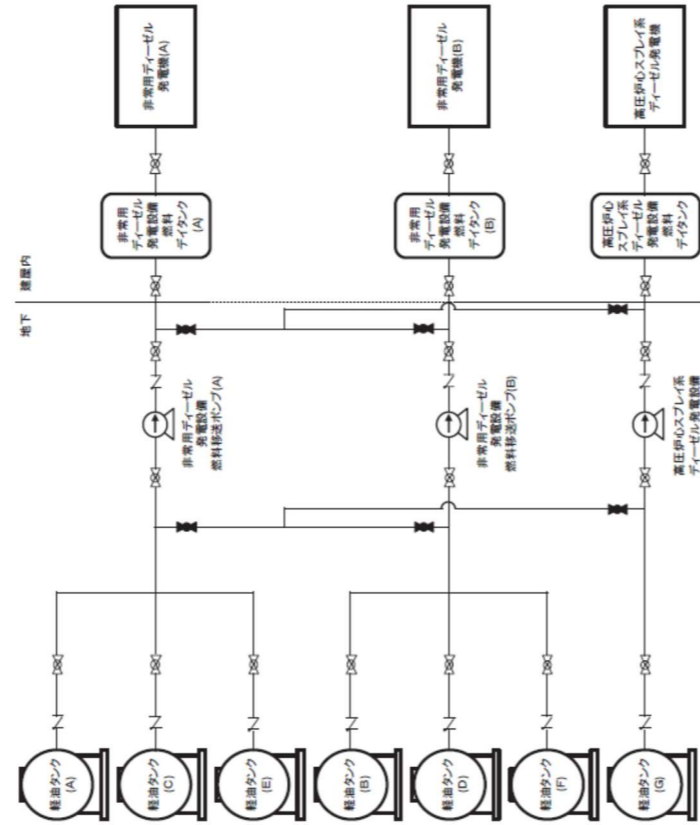 非常用ディーゼル
発電機(A)
非常用ディーゼル
発電機(B)
高圧炉心スプレイ系
ディーゼル発電機
非常用
ディーゼル
発電設備
燃料
デイタンク
(A)
非常用
ディーゼル
発電設備
燃料
デイタンク
(B)
高圧炉心
スプレイ系
ディーゼル
発電設備
燃料
デイタンク
建屋内
地下
非常用ディーゼル
発電設備
燃料移送ポンプ(A)
非常用ディーゼル
発電設備
燃料移送ポンプ(B)
高圧炉心スプレイ系
ディーゼル発電設備
軽油タンク
(A)
軽油タンク
(C)
軽油タンク
(E)
軽油タンク
(B)
軽油タンク
(D)
軽油タンク
(F)
軽油タンク
(G)